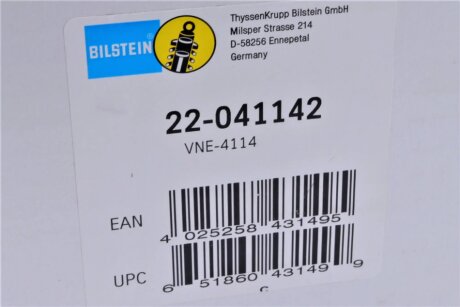 BILSTEIN
ThyssenKrupp Bilstein GmbH
Milsper Strasse 214
D-58256 Ennepetal
Germany
22-041142
VNE-4114
EAN
4 025258 431495
UPC
6 51860 43149 9
C